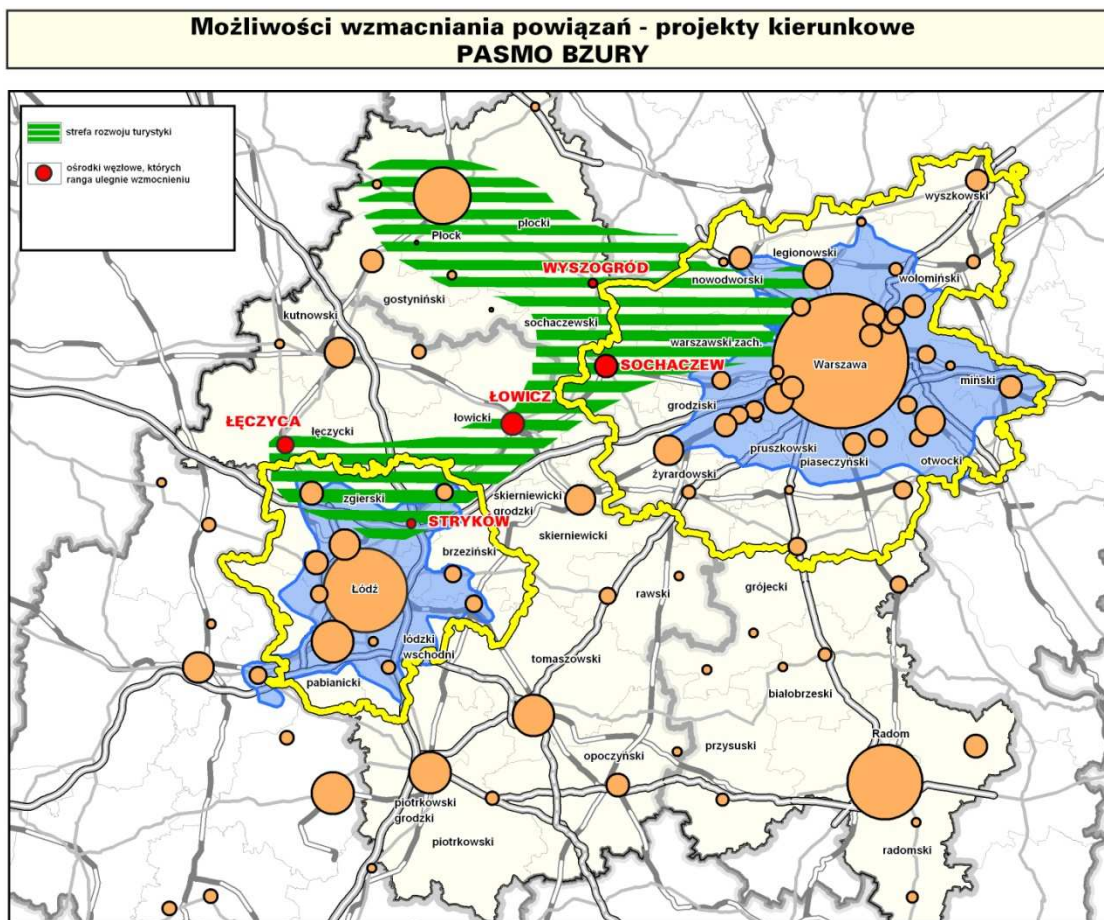 Możliwości wzmacniania powiązań - projekty kierunkowe
PASMO BZURY
strefa rozwoju turystyki
ośrodki węzłowe, których
ranga ulegnie wzmocnieniu
wyszkowski
płocki
Płock
legionowski
WYSZOGRÓD
nowodworski
wołomiński
gostyniński
kutnowski
sochaczewski
warszawski zach.
SOCHACZEW
Warszawa
miński
ŁOWICZ
grodziski
ŁĘCZYCA
łowicki
łęczycki
pruszkowski
piaseczyński
otwocki
żyrardowski
zgierski
skierniewicki
grodzki
STRYKÓW
skierniewicki
brzeziński
grójecki
Łódź
rawski
łódzki
wschodni
tomaszowski
pabianicki
białobrzeski
Radom
przysuski
opoczyński
piotrkowski
grodzki
piotrkowski
radomski